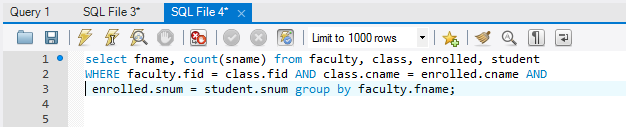 Query 1 SQL File 3* SQL File 4*
Limit to 1000 rows
1 select fname, count(sname) from faculty, class, enrolled, student
2 WHERE faculty.fid = class.fid AND class.cname = enrolled.cname AND
3 enrolled.snum = student.snum group by faculty.fname;
4
5